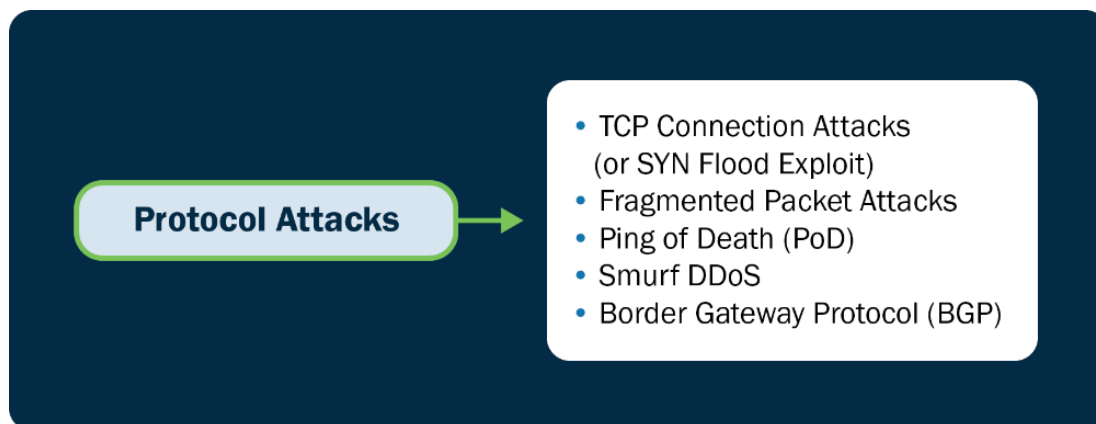 Protocol Attacks
• TCP Connection Attacks
(or SYN Flood Exploit)
• Fragmented Packet Attacks
• Ping of Death (PoD)
• Smurf DDoS
• Border Gateway Protocol (BGP)